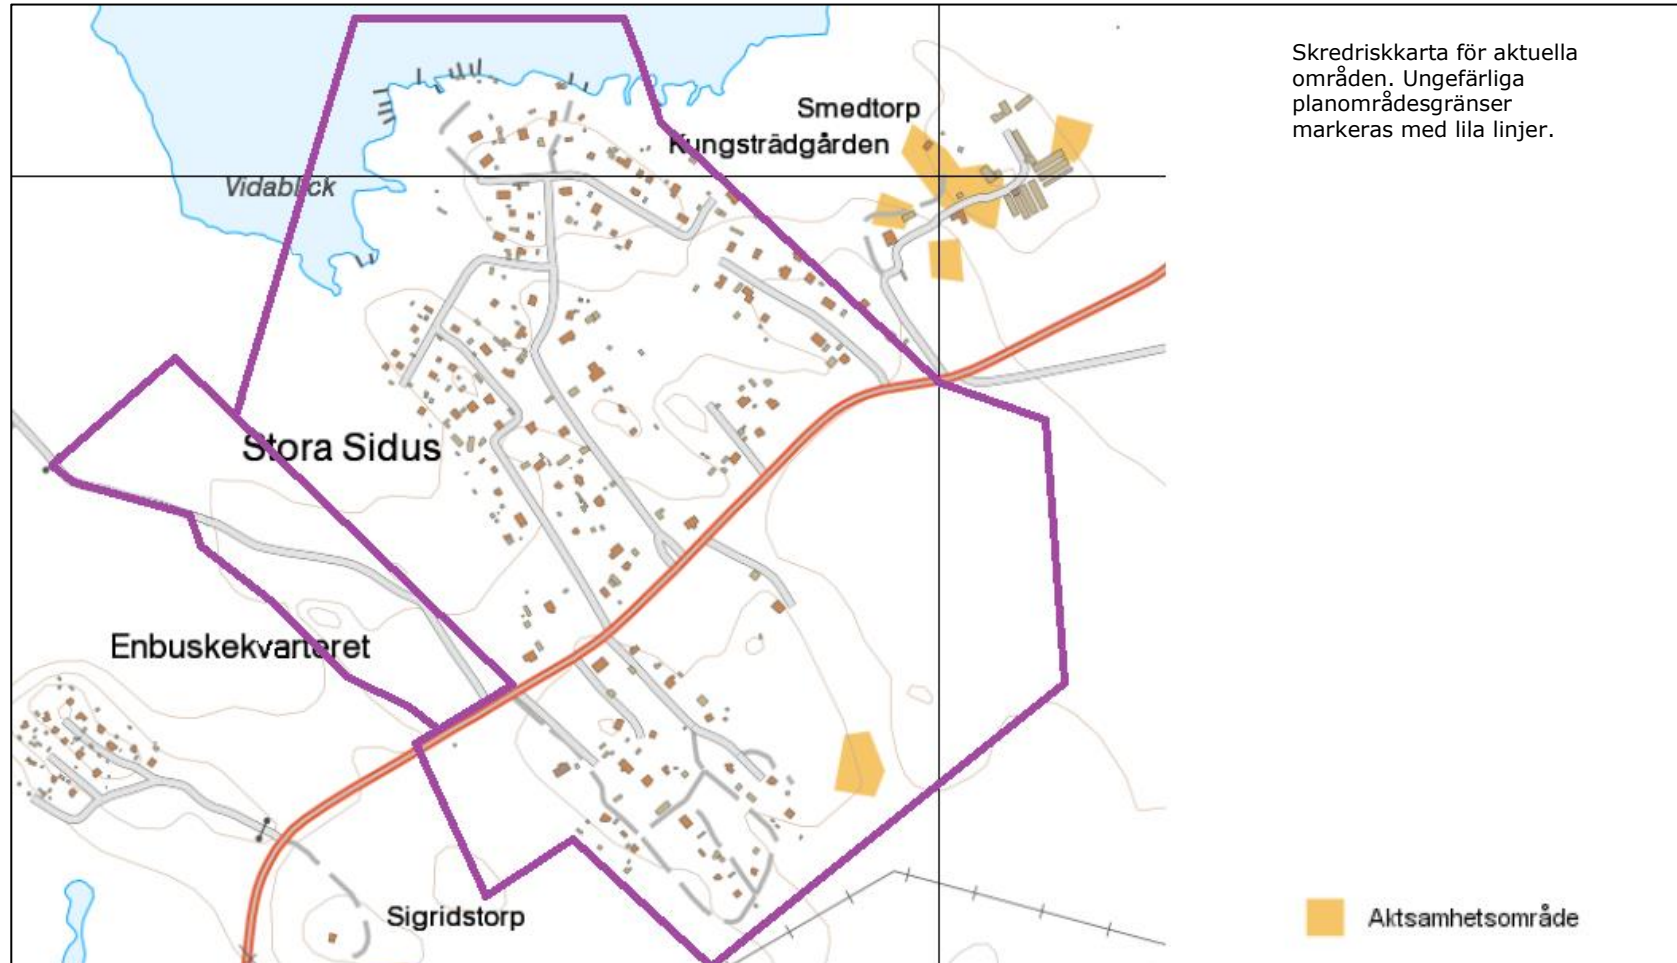 Skredriskkarta för aktuella
områden. Ungefärliga
planområdesgränser
markeras med lila linjer.
Smedtorp
Kungsträdgården
Vidablick
Stora Sidus
Enbuskekvarteret
Sigridstorp
Aktsamhetsområde